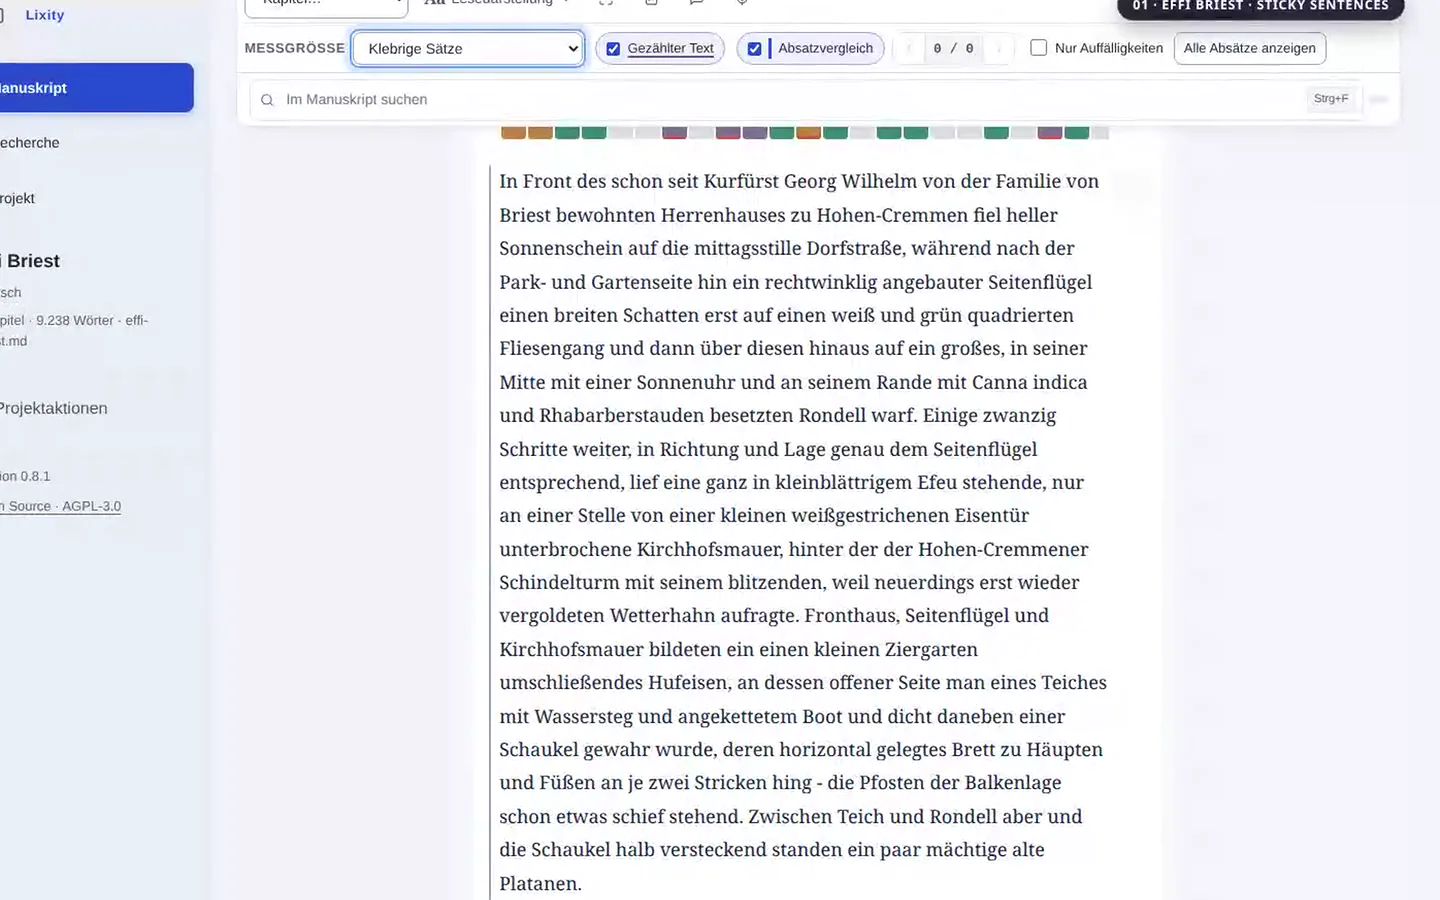 Lixity
01 · EFFI BRIEST · STICKY SENTENCES
MESSGRÖSSE Klebrige Sätze Gezählter Text Absatzvergleich 0 / 0 Nur Auffälligkeiten Alle Absätze anzeigen
Im Manuskript suchen Strg+F
anuskript
echerche
rojekt
i Briest
sch
pitel · 9.238 Wörter · effi-
st.md
Projektaktionen
ion 0.8.1
n Source · AGPL-3.0
In Front des schon seit Kurfürst Georg Wilhelm von der Familie von
Briest bewohnten Herrenhauses zu Hohen-Cremmen fiel heller
Sonnenschein auf die mittagsstille Dorfstraße, während nach der
Park- und Gartenseite hin ein rechtwinklig angebauter Seitenflügel
einen breiten Schatten erst auf einen weiß und grün quadrierten
Fliesengang und dann über diesen hinaus auf ein großes, in seiner
Mitte mit einer Sonnenuhr und an seinem Rande mit Canna indica
und Rhabarberstauden besetzten Rondell warf. Einige zwanzig
Schritte weiter, in Richtung und Lage genau dem Seitenflügel
entsprechend, lief eine ganz in kleinblättrigem Efeu stehende, nur
an einer Stelle von einer kleinen weißgestrichenen Eisentür
unterbrochene Kirchhofsmauer, hinter der der Hohen-Cremmener
Schindelturm mit seinem blitzenden, weil neuerdings erst wieder
vergoldeten Wetterhahn aufragte. Fronthaus, Seitenflügel und
Kirchhofsmauer bildeten ein einen kleinen Ziergarten
umschließendes Hufeisen, an dessen offener Seite man eines Teiches
mit Wassersteg und angekettetem Boot und dicht daneben einer
Schaukel gewahr wurde, deren horizontal gelegtes Brett zu Häupten
und Füßen an je zwei Stricken hing - die Pfosten der Balkenlage
schon etwas schief stehend. Zwischen Teich und Rondell aber und
die Schaukel halb versteckend standen ein paar mächtige alte
Platanen.